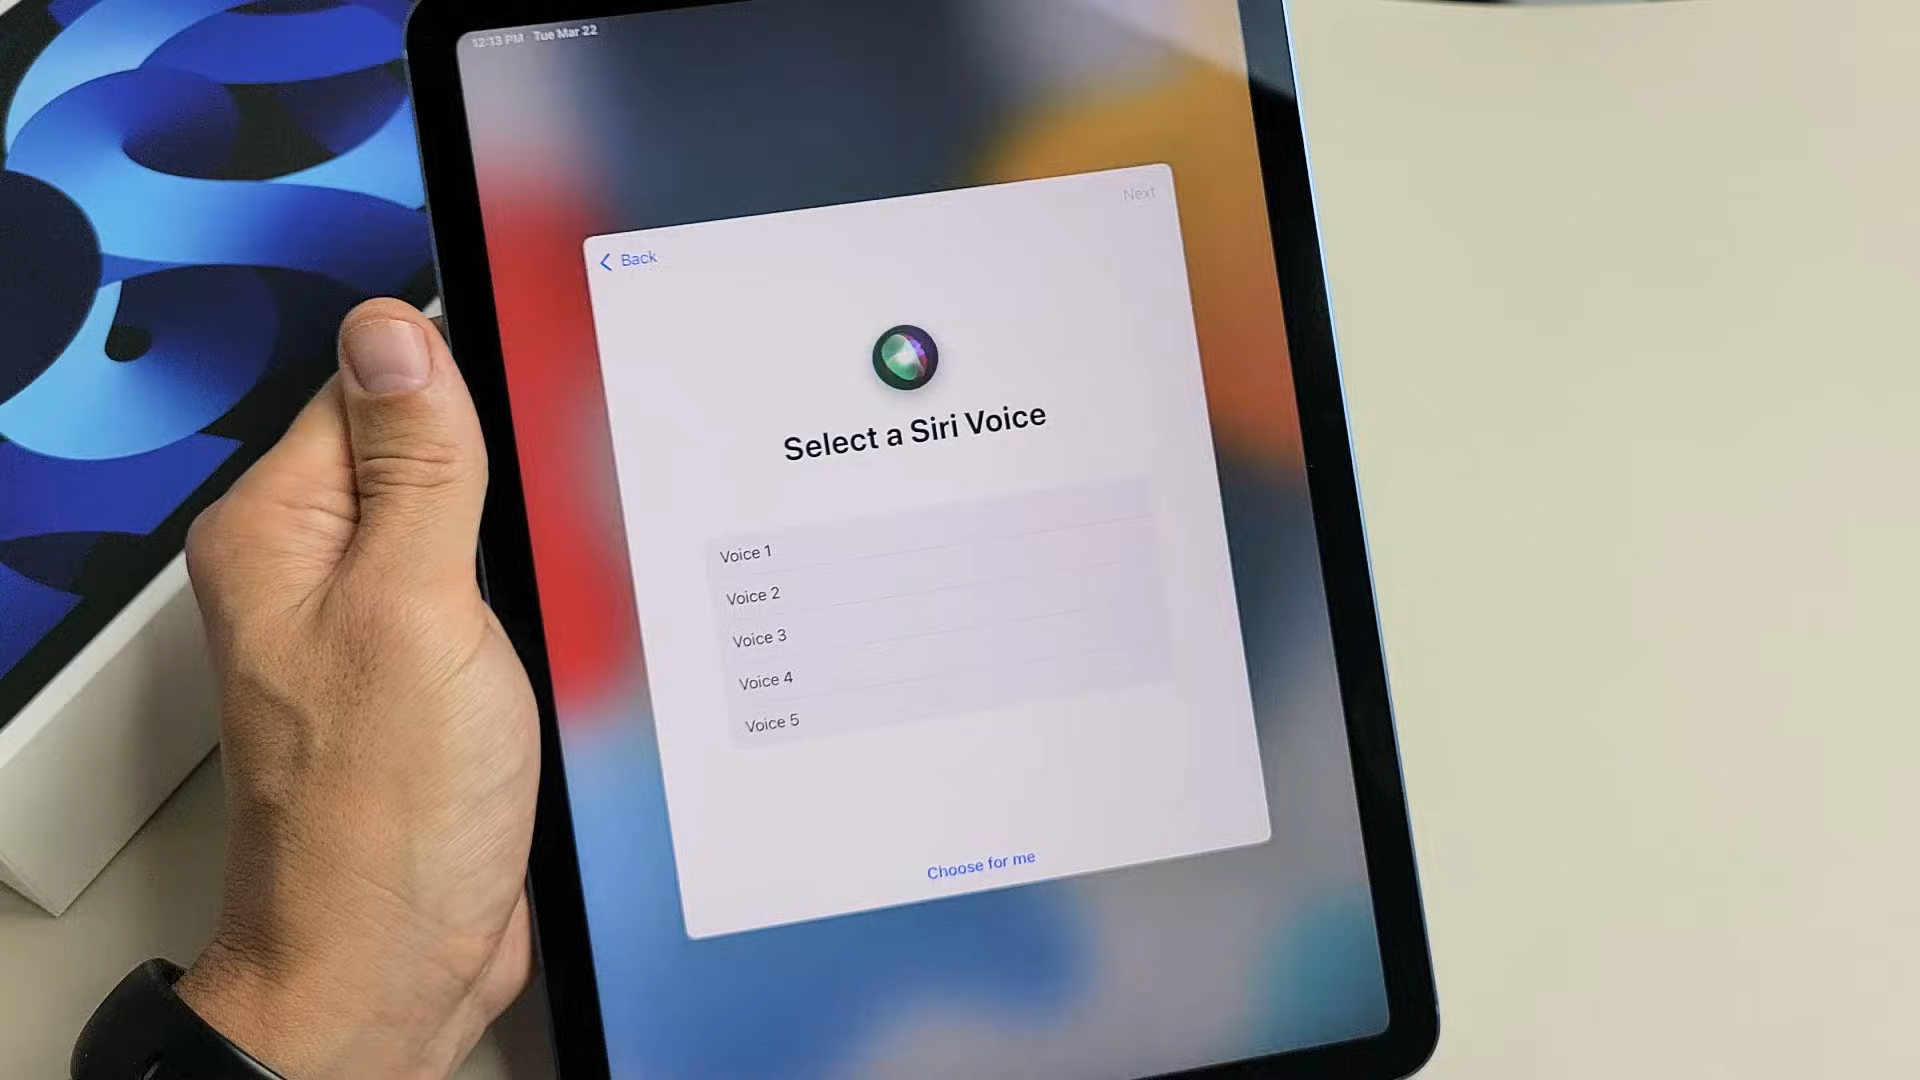 12:13 PM Tue Mar 22
Next
Back
Select a Siri Voice
Voice 1
Voice 2
Voice 3
Voice 4
Voice 5
Choose for me